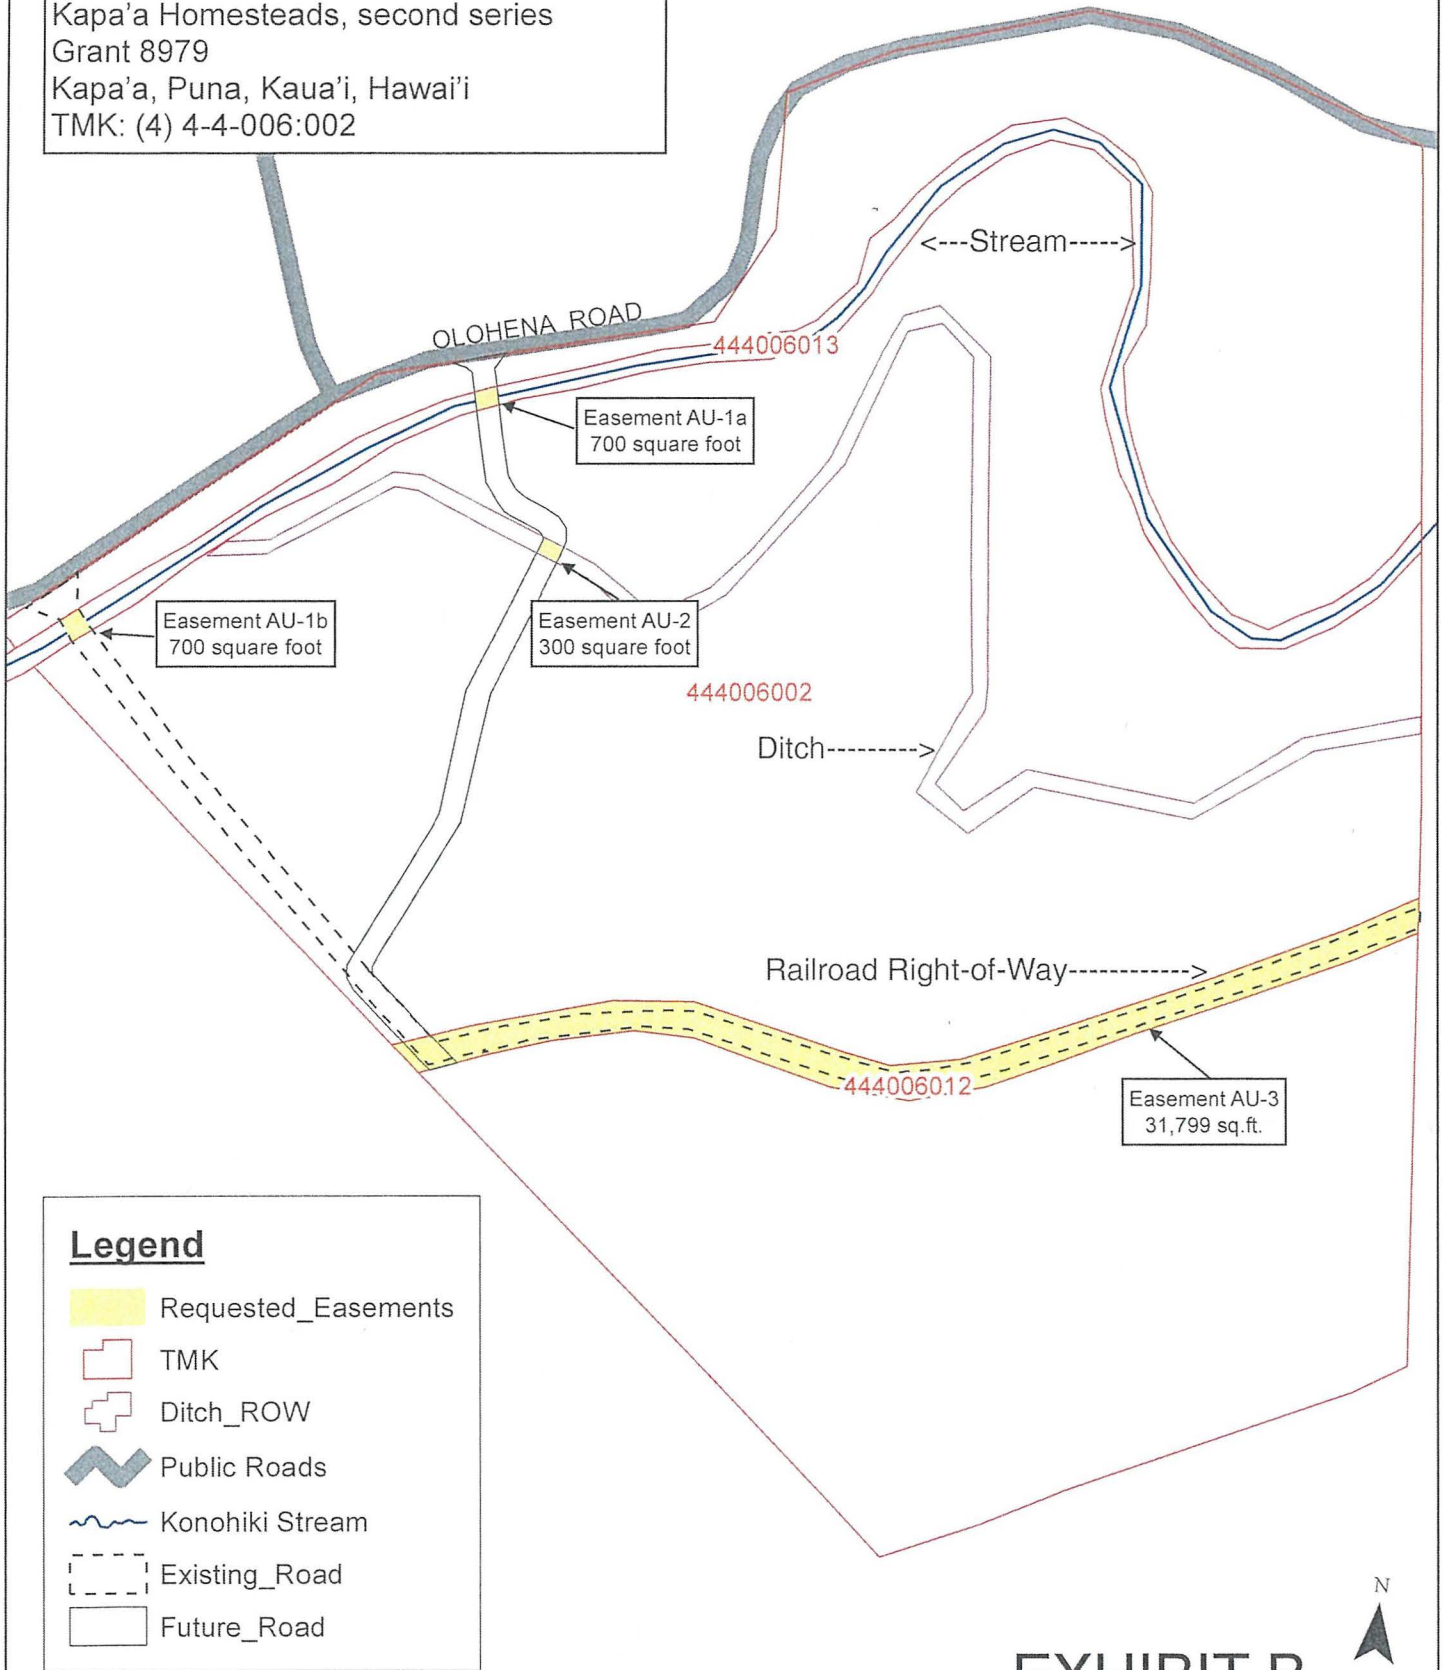 Kapa'a Homesteads, second series
Grant 8979
Kapa'a, Puna, Kaua'i, Hawai'i
TMK: (4) 4-4-006:002
<---Stream----->
OLOHENA ROAD
444006013
Easement AU-1a
700 square foot
Easement AU-1b
700 square foot
Easement AU-2
300 square foot
444006002
Ditch-------->
Railroad Right-of-Way----------->
444006012
Easement AU-3
31,799 sq.ft.
Legend
Requested_Easements
TMK
Ditch_ROW
Public Roads
Konohiki Stream
Existing_Road
Future_Road
N
EXHIBIT B